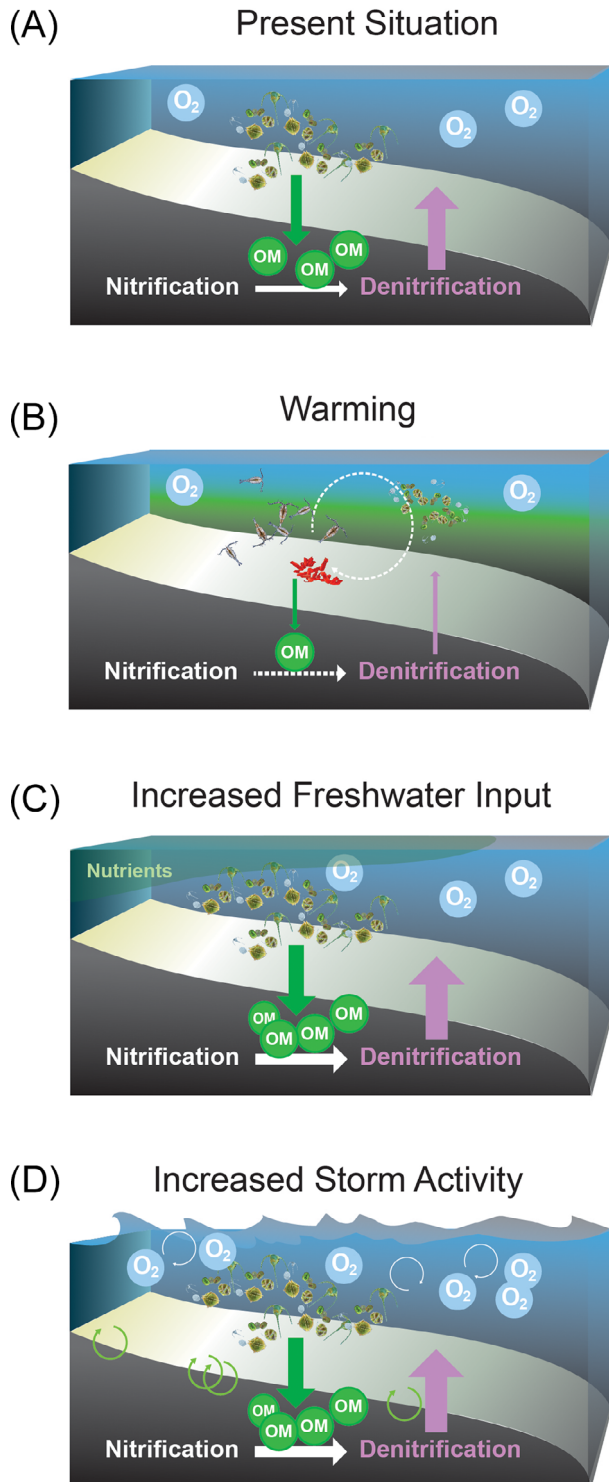 (A)
Present Situation
O₂
O₂
O₂
OM
OM
OM
Nitrification
Denitrification
(B)
Warming
O₂
O₂
OM
Nitrification
Denitrification
(C)
Increased Freshwater Input
Nutrients
O₂
O₂
O₂
OM
OM
OM
OM
Nitrification
Denitrification
(D)
Increased Storm Activity
O₂
O₂
O₂
O₂
O₂
O₂
OM
OM
OM
OM
Nitrification
Denitrification